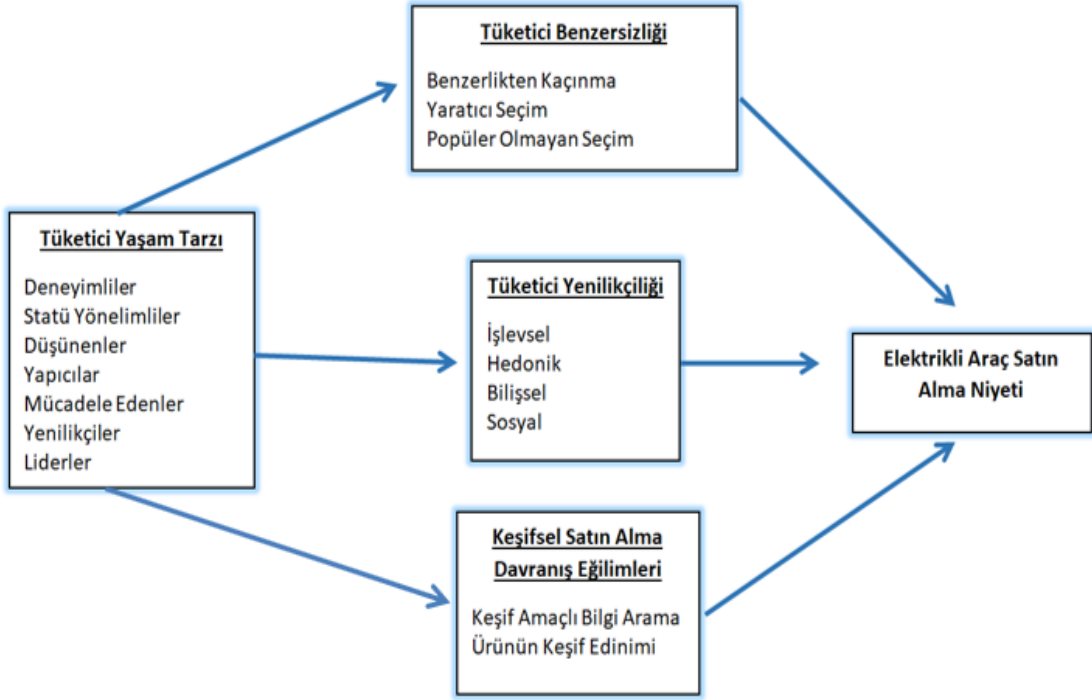 Tüketici Benzersizliği
Benzerlikten Kaçınma
Yaratıcı Seçim
Popüler Olmayan Seçim
Tüketici Yaşam Tarzı
Deneyimliler
Statü Yönelimliler
Düşünenler
Yapıcılar
Mücadele Edenler
Yenilikçiler
Liderler
Tüketici Yenilikçiliği
İşlevsel
Hedonik
Bilişsel
Sosyal
Keşifsel Satın Alma
Davranış Eğilimleri
Keşif Amaçlı Bilgi Arama
Ürünün Keşif Edinimi
Elektrikli Araç Satın
Alma Niyeti